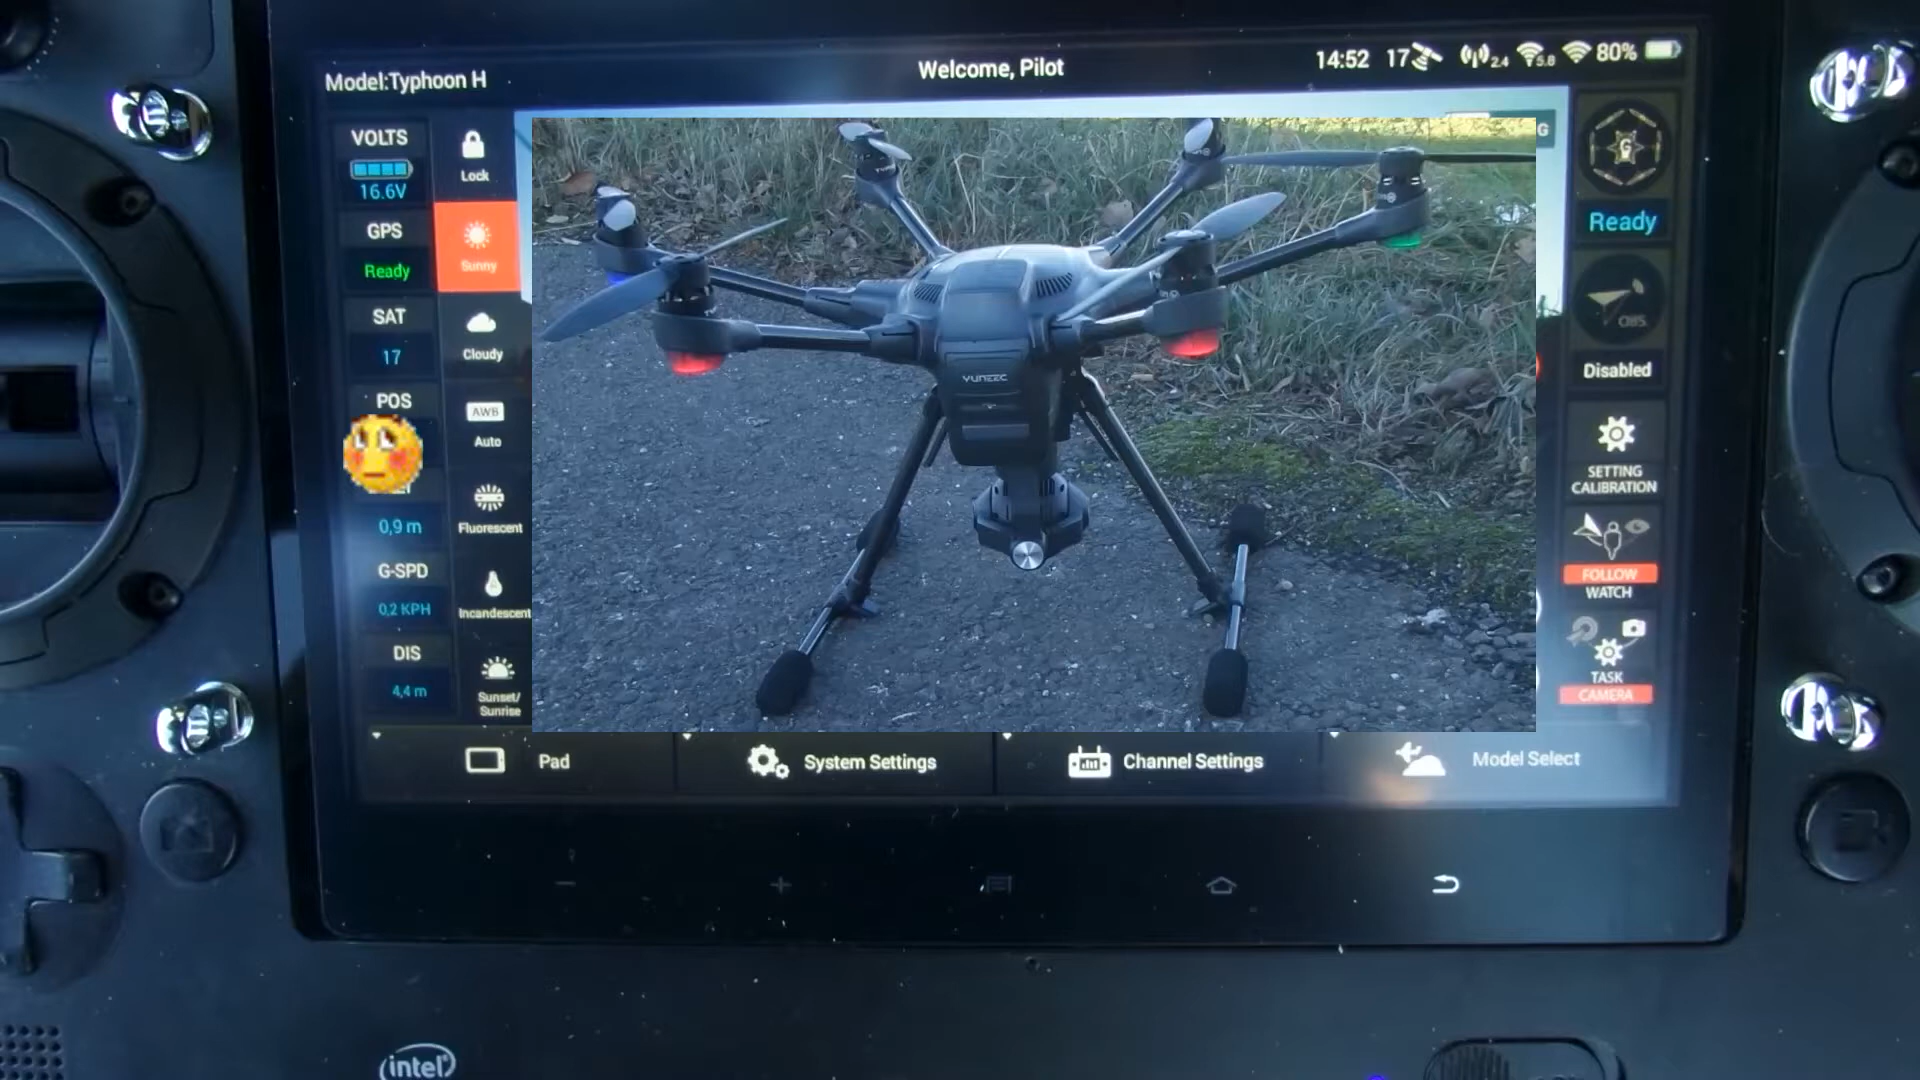 Model:Typhoon H
Welcome, Pilot
14:52 17 2.4 5.8 80%
VOLTS
16.6V
GPS
Ready
SAT
17
POS
0,9 m
G-SPD
0,2 KPH
DIS
4,4 m
Lock
Sunny
Cloudy
AWB
Auto
Fluorescent
Incandescent
Sunset/
Sunrise
YUNEEC
G
G
Ready
OBS
Disabled
SETTING
CALIBRATION
FOLLOW
WATCH
TASK
CAMERA
Pad
System Settings
Channel Settings
Model Select
intel